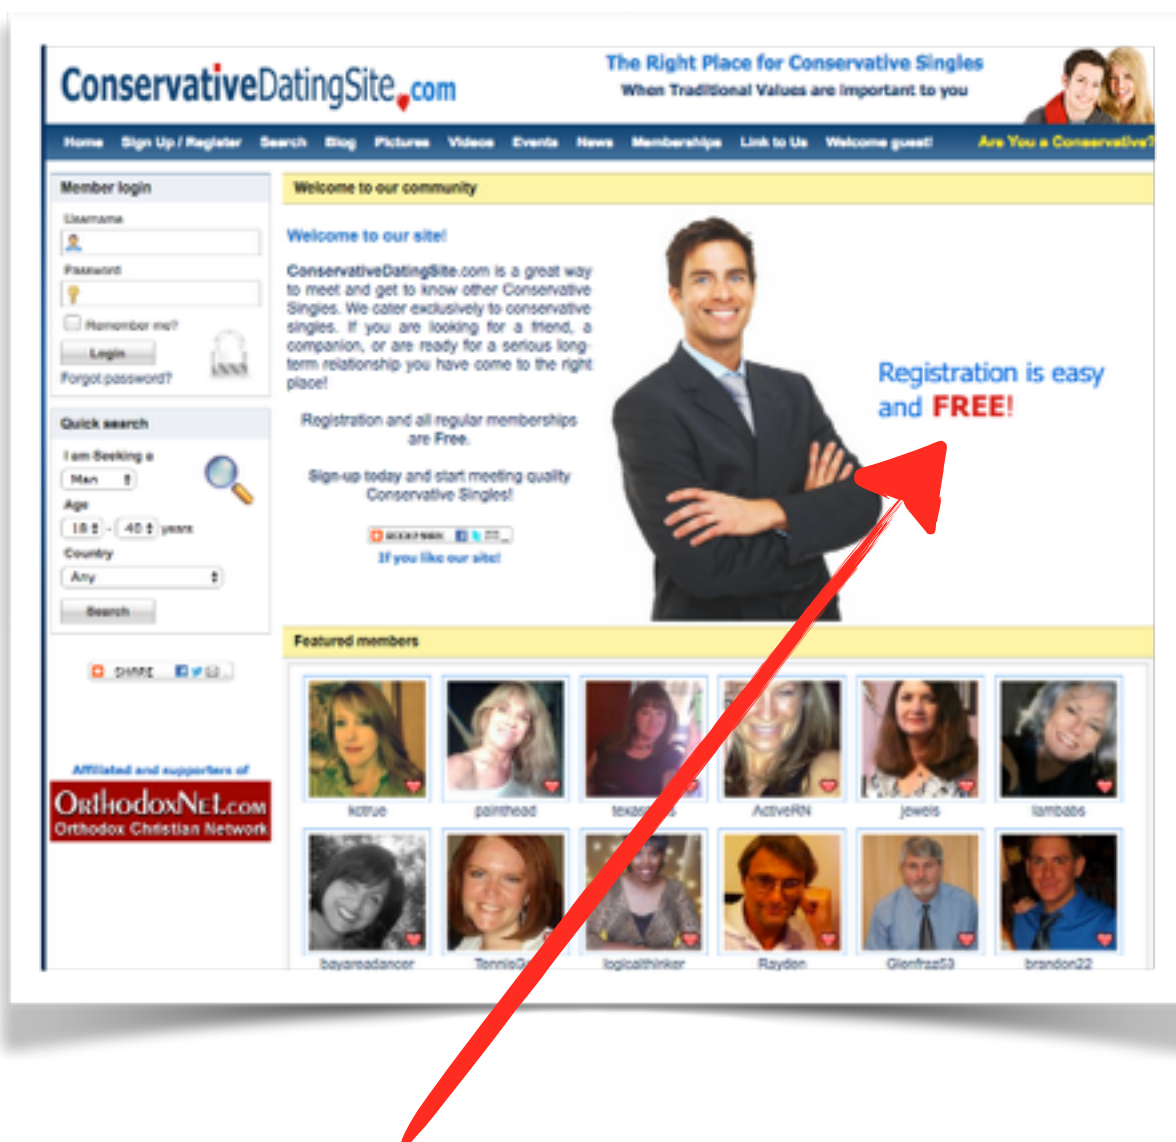 ConservativeDatingSite.com
The Right Place for Conservative Singles
When Traditional Values are important to you
Home Sign Up / Register Search Blog Pictures Videos Events News Memberships Link to Us Welcome guest! Are You a Conservative?
Member login
Username
Password
Remember me?
Login
Forgot password?
Quick search
I am Seeking a
Man
Age
18 - 40 years
Country
Any
Search
SHARE
Affiliated and supporters of
OrthodoxNet.com
Orthodox Christian Network
Welcome to our community
Welcome to our site!
ConservativeDatingSite.com is a great way
to meet and get to know other Conservative
Singles. We cater exclusively to conservative
singles. If you are looking for a friend, a
companion, or are ready for a serious long-
term relationship you have come to the right
place!
Registration and all regular memberships
are Free.
Sign-up today and start meeting quality
Conservative Singles!
BOOKMARK
If you like our site!
Registration is easy
and FREE!
Featured members
kctrue painthead ActiveRN jewels lambabs
bayareadancer logicalthinker Rayden Glenfraz53 brandon22